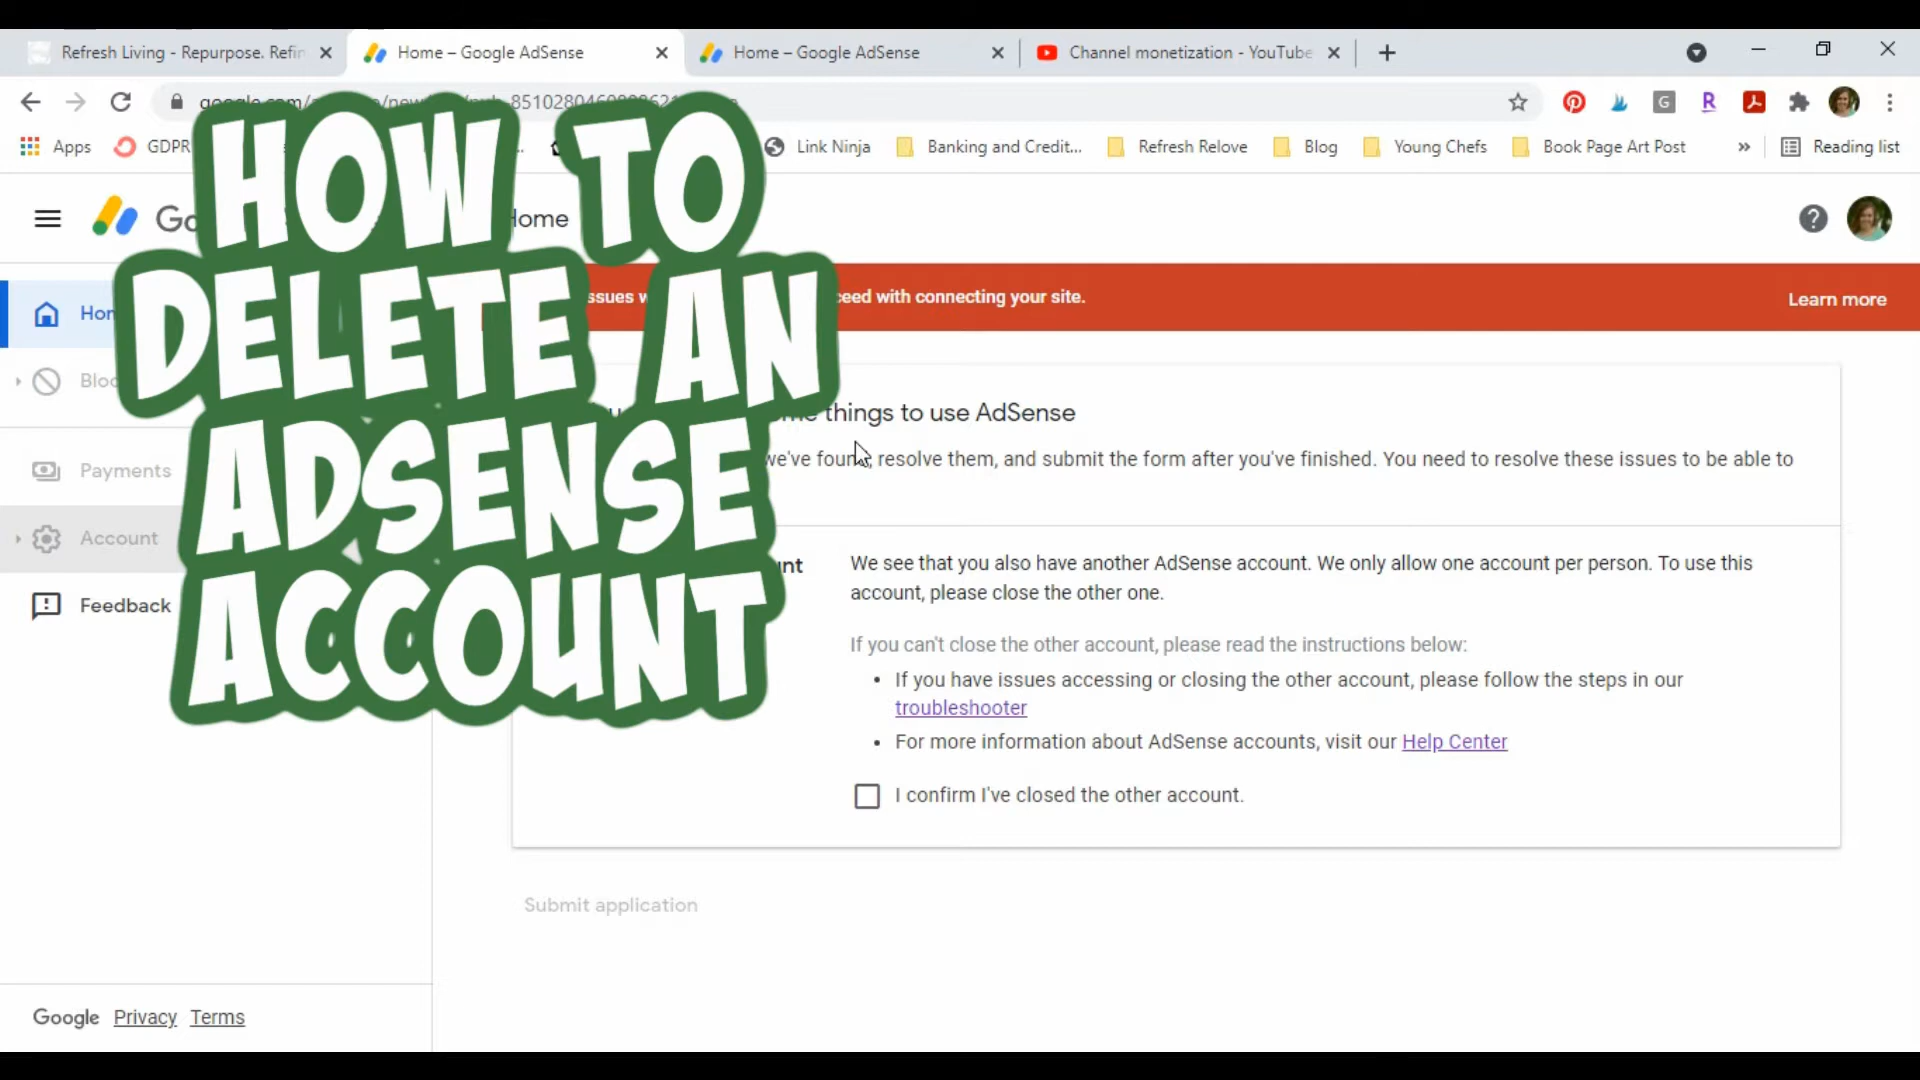 Refresh Living - Repurpose. Refin
Home – Google AdSense
Home – Google AdSense
Channel monetization - YouTube
Apps
GDPR
Link Ninja
Banking and Credit...
Refresh Relove
Blog
Young Chefs
Book Page Art Post
»
Reading list
HOW TO
DELETE AN
ADSENSE
ACCOUNT
Home
ceed with connecting your site.
Learn more
Payments
Account
Feedback
things to use AdSense
we've found, resolve them, and submit the form after you've finished. You need to resolve these issues to be able to
We see that you also have another AdSense account. We only allow one account per person. To use this
account, please close the other one.
If you can't close the other account, please read the instructions below:
• If you have issues accessing or closing the other account, please follow the steps in our
troubleshooter
• For more information about AdSense accounts, visit our Help Center
I confirm I've closed the other account.
Submit application
Google Privacy Terms